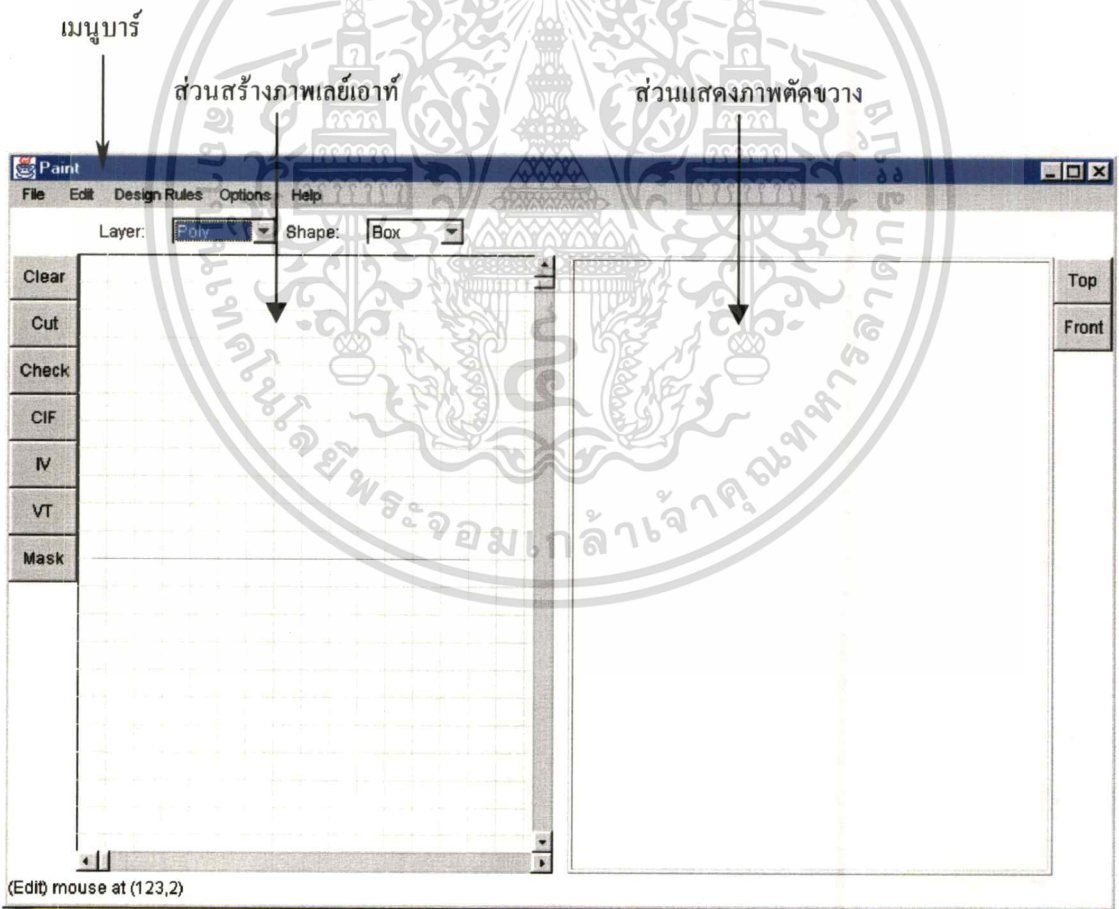 เมนูบาร์
ส่วนสร้างภาพเลย์เอาท์
ส่วนแสดงภาพตัดขวาง
Paint
File Edit Design Rules Options Help
Layer: Poly Shape: Box
Clear
Cut
Check
CIF
IV
VT
Mask
Top
Front
(Edit) mouse at (123,2)